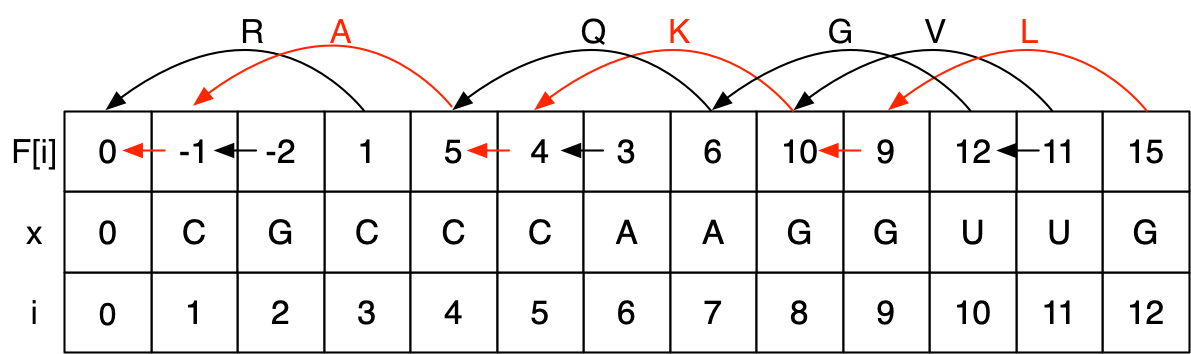 R A Q K G V L
F[i] 0 -1 -2 1 5 4 3 6 10 9 12 11 15
x 0 C G C C C A A G G U U G
i 0 1 2 3 4 5 6 7 8 9 10 11 12